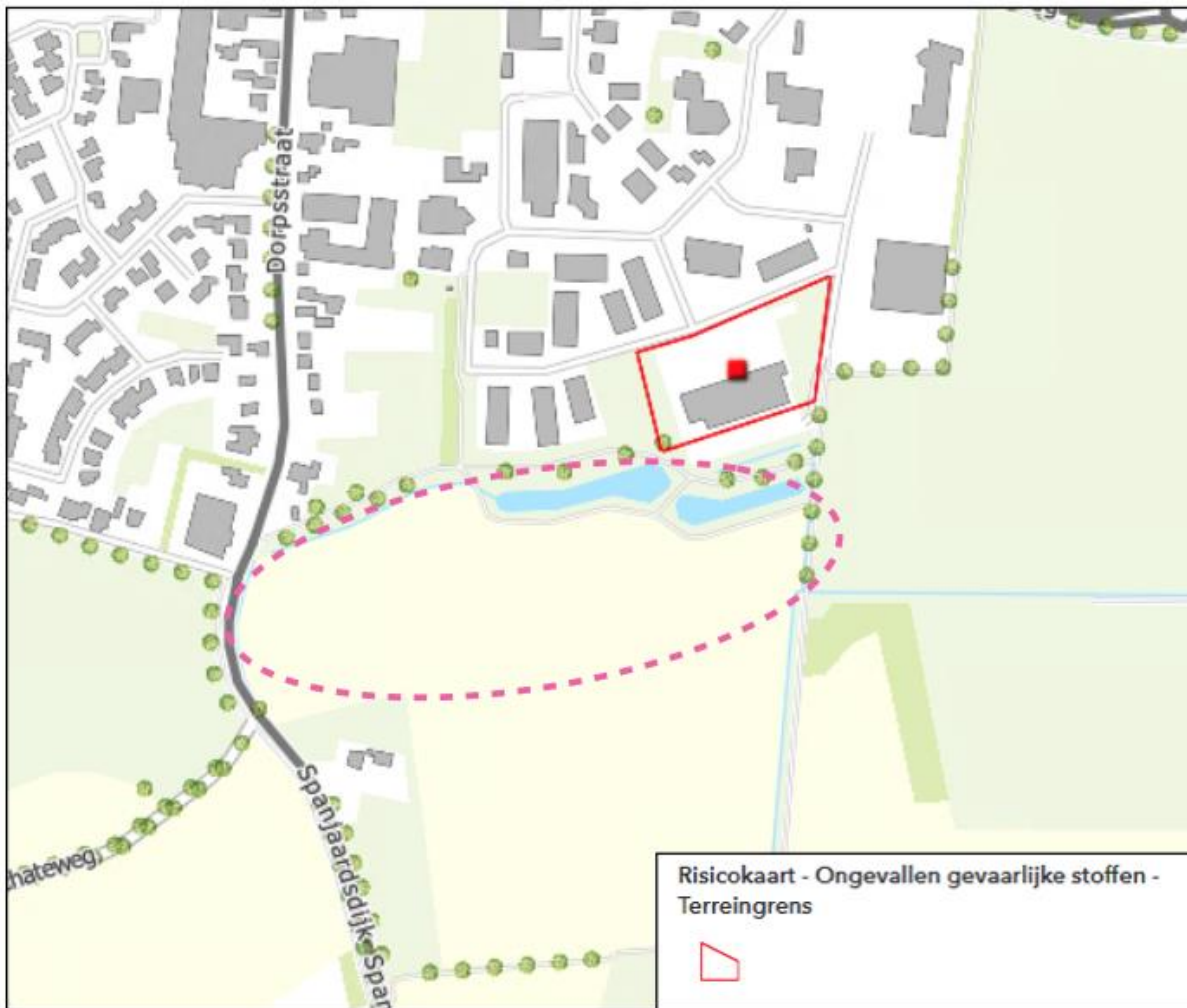 Dorpsstraat
Spanjaardsdijk
hateweg
Risicokaart - Ongevallen gevaarlijke stoffen -
Terreingrens